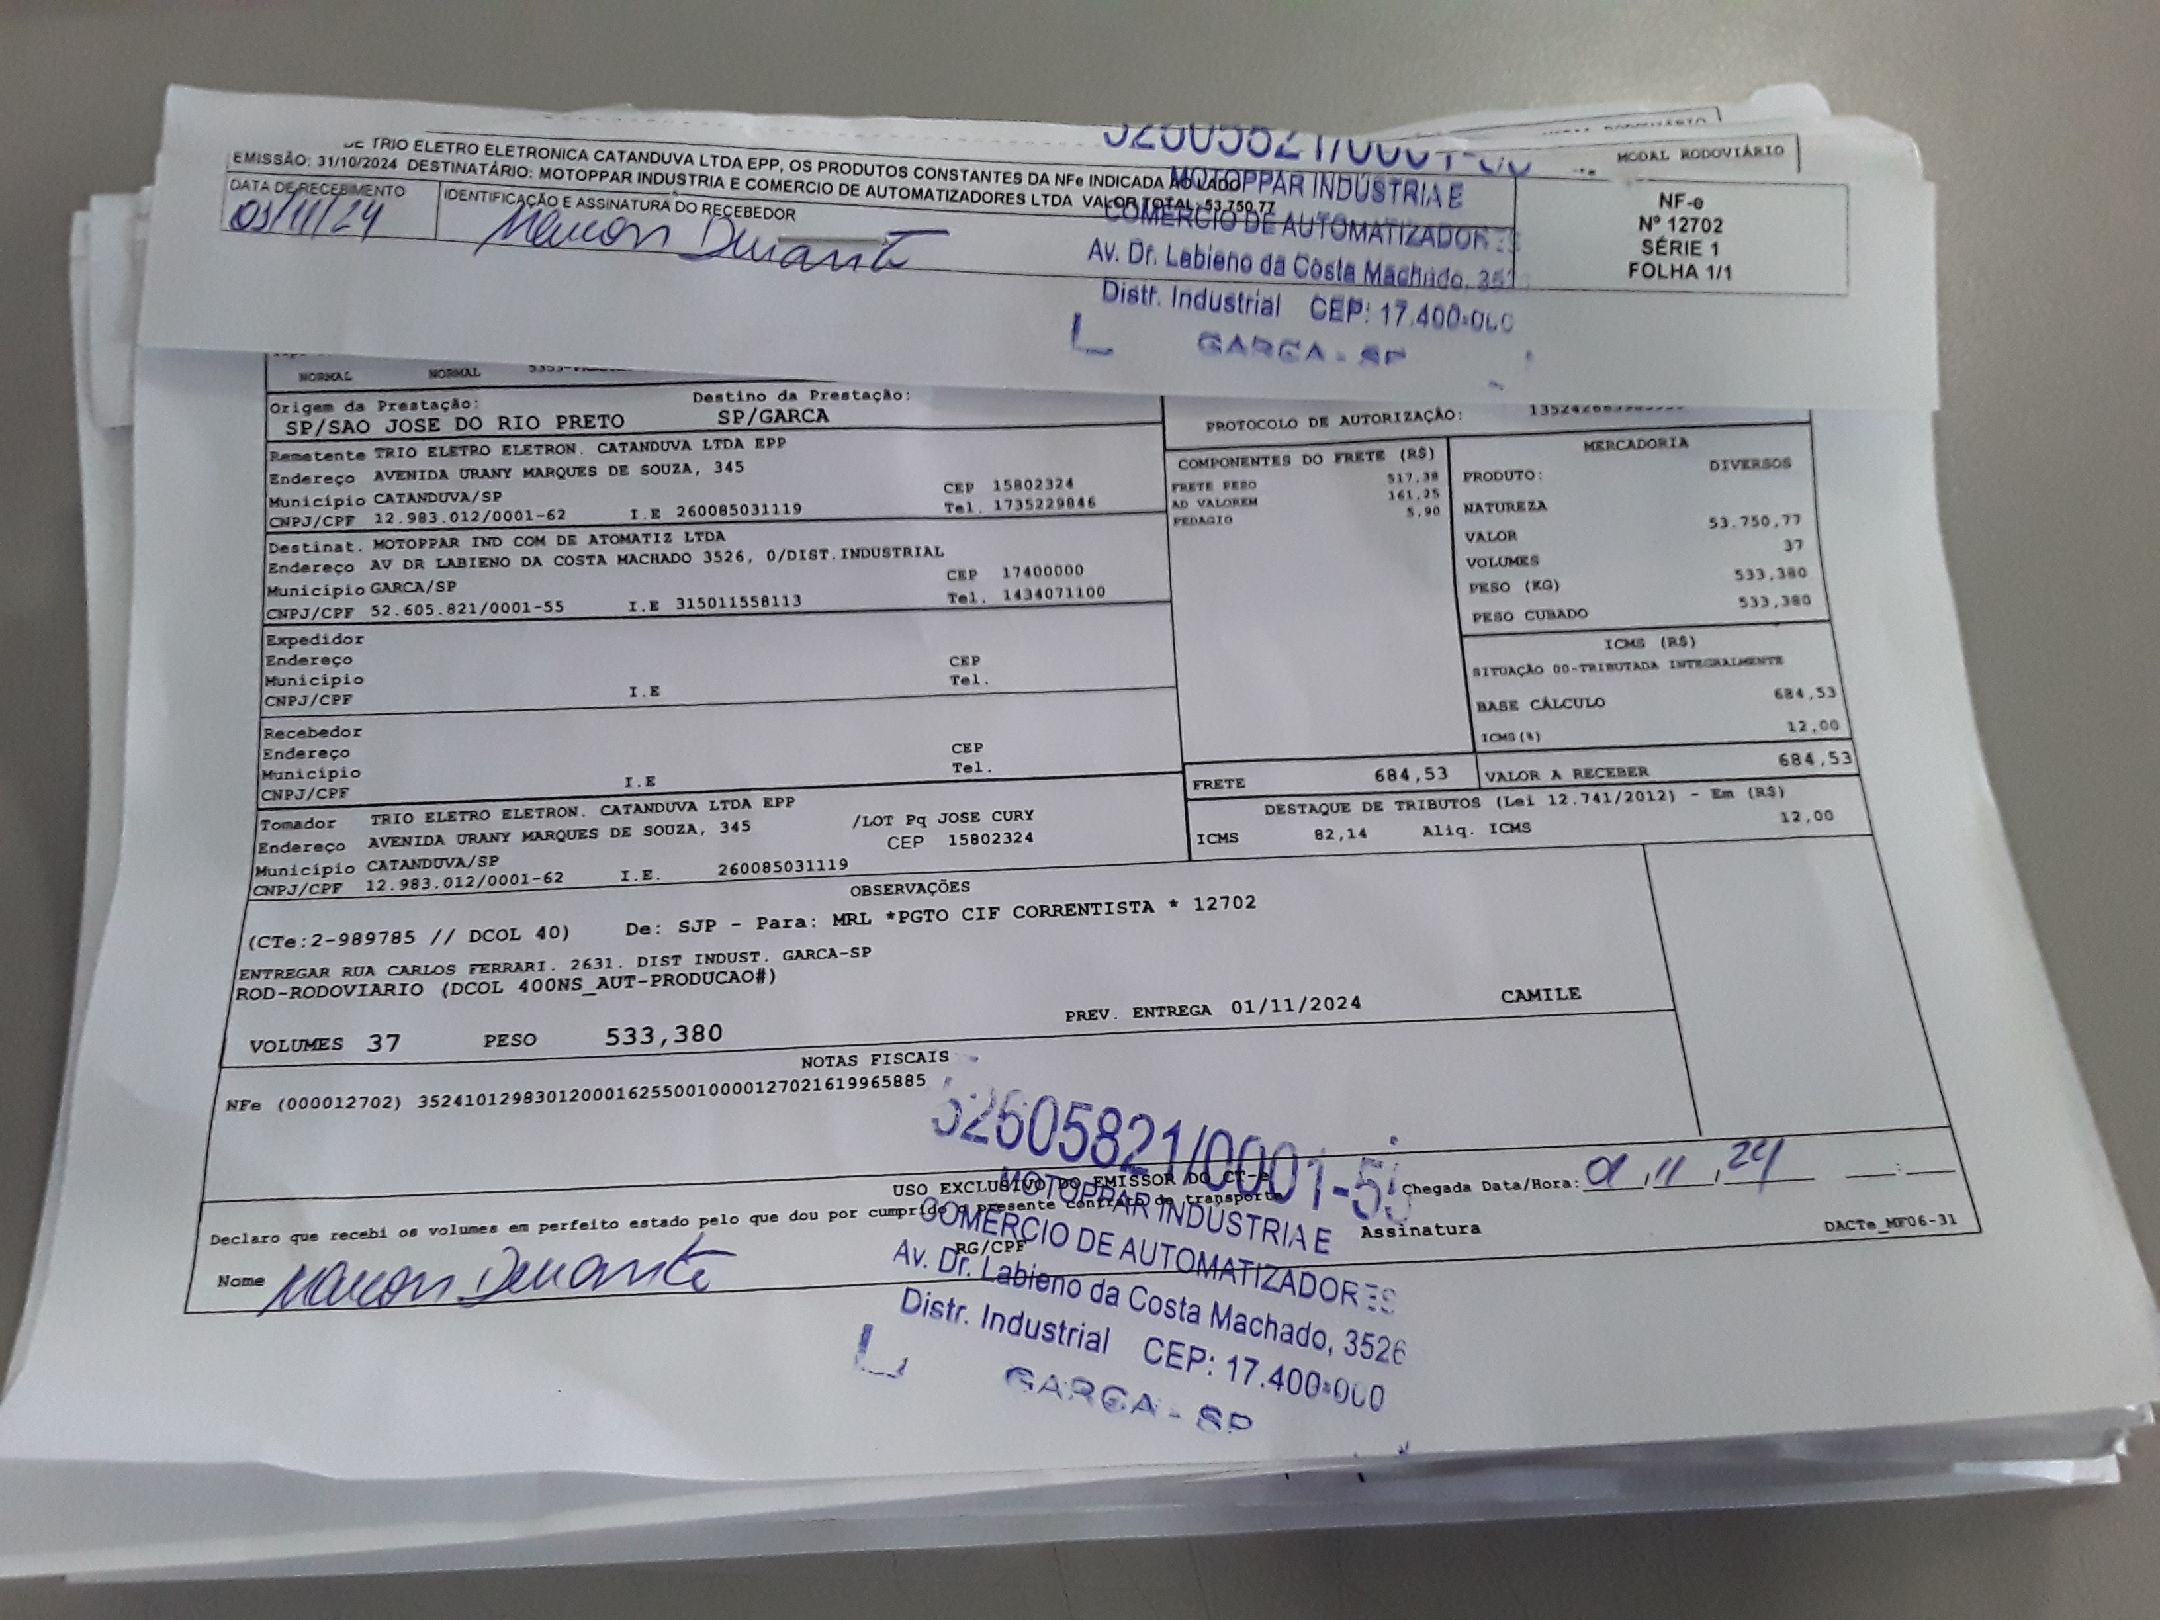 DE TRIO ELETRO ELETRONICA CATANDUVA LTDA EPP, OS PRODUTOS CONSTANTES DA NFe INDICADA AO LADO
EMISSÃO: 31/10/2024 DESTINATÁRIO: MOTOPPAR INDUSTRIA E COMERCIO DE AUTOMATIZADORES LTDA VALOR TOTAL: 53.750,77
DATA DE RECEBIMENTO
IDENTIFICAÇÃO E ASSINATURA DO RECEBEDOR
MODAL RODOVIÁRIO
NF-e
Nº 12702
SÉRIE 1
FOLHA 1/1
MOTOPPAR INDÚSTRIA E
COMÉRCIO DE AUTOMATIZADORES
Av. Dr. Labieno da Costa Machado,
Distr. Industrial CEP: 17.400-000
GARÇA - SP
NORMAL NORMAL
Origem da Prestação: Destino da Prestação:
SP/SAO JOSE DO RIO PRETO SP/GARCA
Remetente TRIO ELETRO ELETRON. CATANDUVA LTDA EPP
Endereço AVENIDA URANY MARQUES DE SOUZA, 345
Município CATANDUVA/SP CEP 15802324
CNPJ/CPF 12.983.012/0001-62 I.E 260085031119 Tel. 1735229846
Destinat. MOTOPPAR IND COM DE ATOMATIZ LTDA
Endereço AV DR LABIENO DA COSTA MACHADO 3526, 0/DIST.INDUSTRIAL
Município GARCA/SP CEP 17400000
CNPJ/CPF 52.605.821/0001-55 I.E 315011558113 Tel. 1434071100
Expedidor
Endereço
Município CEP
CNPJ/CPF I.E Tel.
Recebedor
Endereço
Município CEP
CNPJ/CPF I.E Tel.
Tomador TRIO ELETRO ELETRON. CATANDUVA LTDA EPP
Endereço AVENIDA URANY MARQUES DE SOUZA, 345 /LOT Pq JOSE CURY
Município CATANDUVA/SP CEP 15802324
CNPJ/CPF 12.983.012/0001-62 I.E. 260085031119
PROTOCOLO DE AUTORIZAÇÃO:
COMPONENTES DO FRETE (R$)
FRETE PESO 517,38
AD VALOREM 161,25
PEDAGIO 5,90
MERCADORIA
PRODUTO: DIVERSOS
NATUREZA
VALOR 53.750,77
VOLUMES 37
PESO (KG) 533,380
PESO CUBADO 533,380
ICMS (R$)
SITUAÇÃO 00-TRIBUTADA INTEGRALMENTE
BASE CÁLCULO 684,53
ICMS(%) 12,00
FRETE 684,53 VALOR A RECEBER 684,53
DESTAQUE DE TRIBUTOS (Lei 12.741/2012) - Em (R$)
ICMS 82,14 Aliq. ICMS 12,00
OBSERVAÇÕES
(CTe:2-989785 // DCOL 40) De: SJP - Para: MRL *PGTO CIF CORRENTISTA * 12702
ENTREGAR RUA CARLOS FERRARI. 2631. DIST INDUST. GARCA-SP
ROD-RODOVIARIO (DCOL 400NS_AUT-PRODUCAO#)
VOLUMES 37 PESO 533,380 PREV. ENTREGA 01/11/2024 CAMILE
NOTAS FISCAIS
NFe (000012702) 35241012983012000162550010000127021619965885
52605821/0001-55
USO EXCLUSIVO DO EMISSOR DO CT-e
Chegada Data/Hora: 01,11,24
Declaro que recebi os volumes em perfeito estado pelo que dou por cumprido o presente contrato de transporte
Nome
RG/CPF
Assinatura
DACTe_MF06-31
MOTOPPAR INDÚSTRIA E
COMÉRCIO DE AUTOMATIZADORES
Av. Dr. Labieno da Costa Machado, 3526
Distr. Industrial CEP: 17.400-000
GARÇA - SP